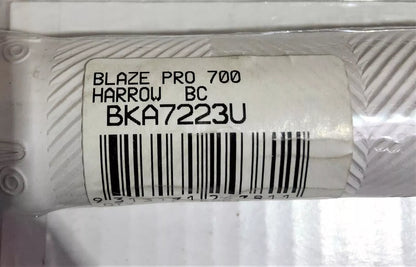 BLAZE PRO 700
HARROW BC
BKA7223U